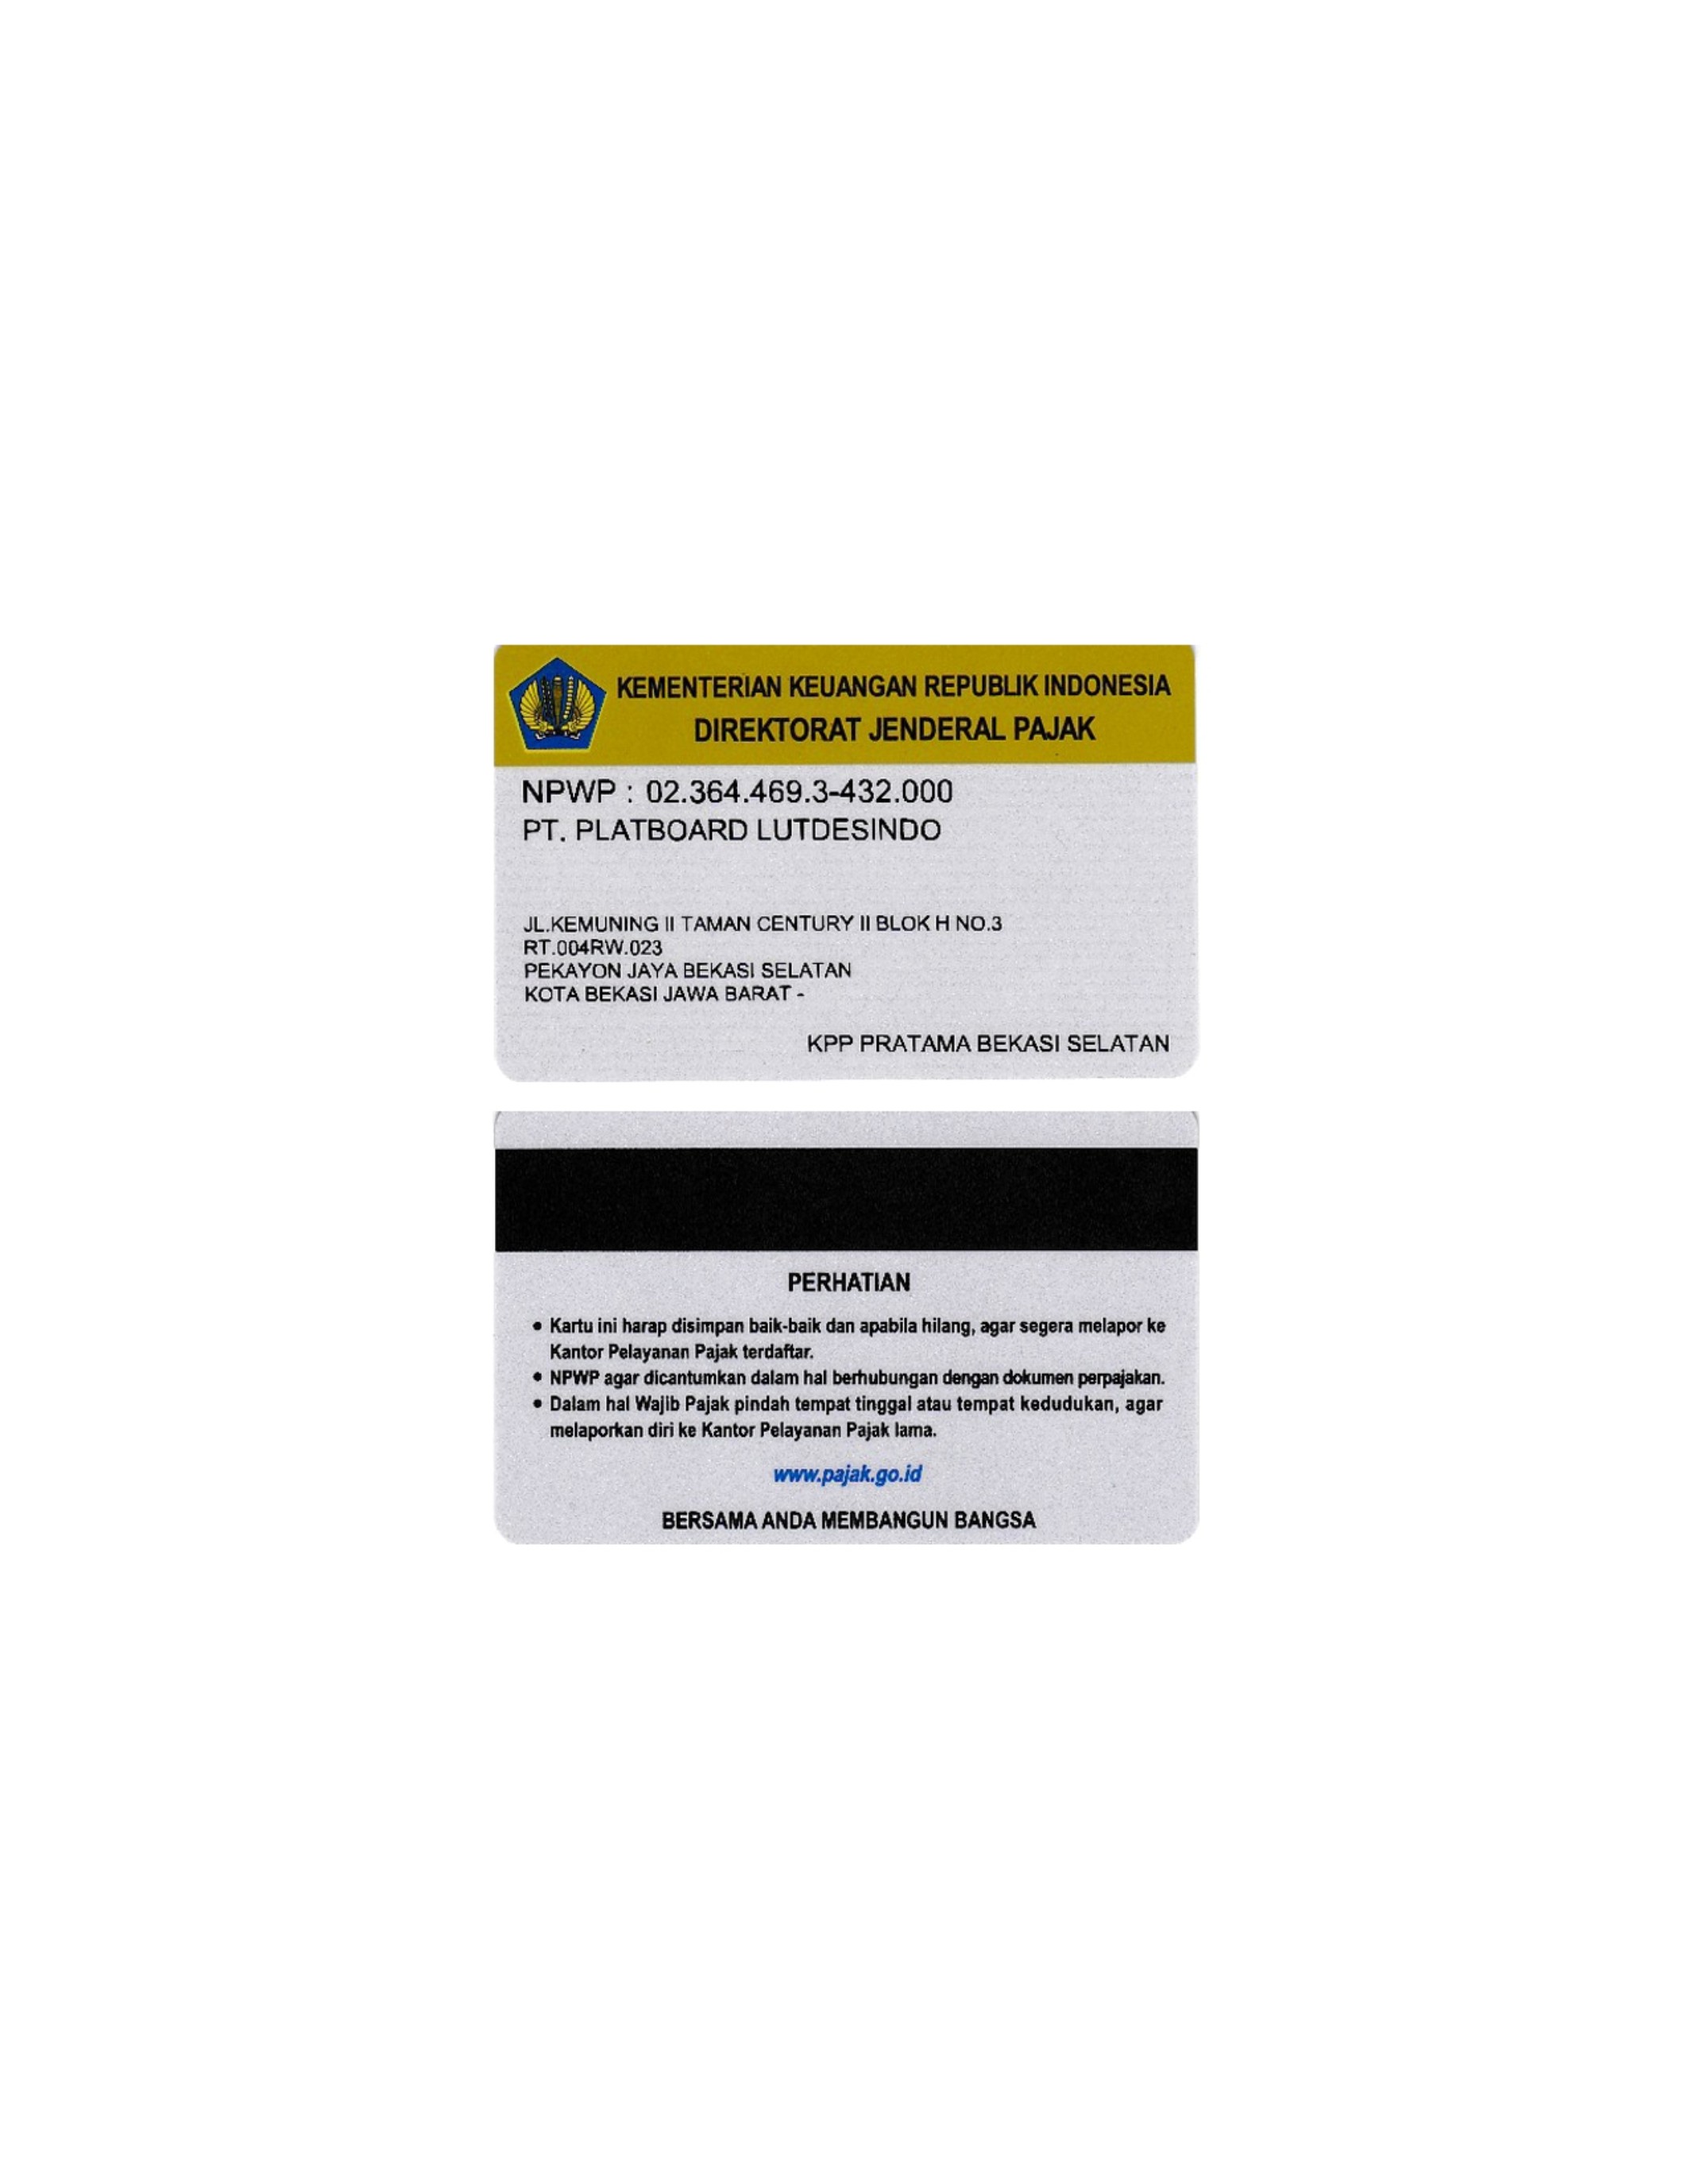 KEMENTERIAN KEUANGAN REPUBLIK INDONESIA
DIREKTORAT JENDERAL PAJAK
NPWP : 02.364.469.3-432.000
PT. PLATBOARD LUTDESINDO
JL.KEMUNING II TAMAN CENTURY II BLOK H NO.3
RT.004RW.023
PEKAYON JAYA BEKASI SELATAN
KOTA BEKASI JAWA BARAT -
KPP PRATAMA BEKASI SELATAN
PERHATIAN
• Kartu ini harap disimpan baik-baik dan apabila hilang, agar segera melapor ke
Kantor Pelayanan Pajak terdaftar.
• NPWP agar dicantumkan dalam hal berhubungan dengan dokumen perpajakan.
• Dalam hal Wajib Pajak pindah tempat tinggal atau tempat kedudukan, agar
melaporkan diri ke Kantor Pelayanan Pajak lama.
www.pajak.go.id
BERSAMA ANDA MEMBANGUN BANGSA